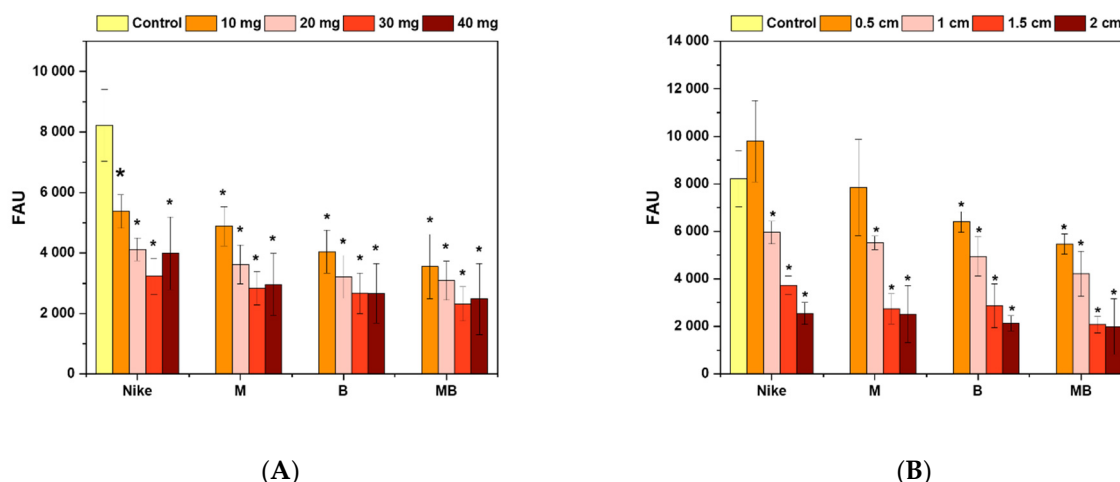 Control 10 mg 20 mg 30 mg 40 mg
10 000
8 000
6 000
4 000
2 000
0
FAU
* * * *
* * * *
* * * *
* * * *
Nike M B MB
(A)
Control 0.5 cm 1 cm 1.5 cm 2 cm
14 000
12 000
10 000
8 000
6 000
4 000
2 000
0
FAU
* * *
* * *
* * * *
* * * *
Nike M B MB
(B)